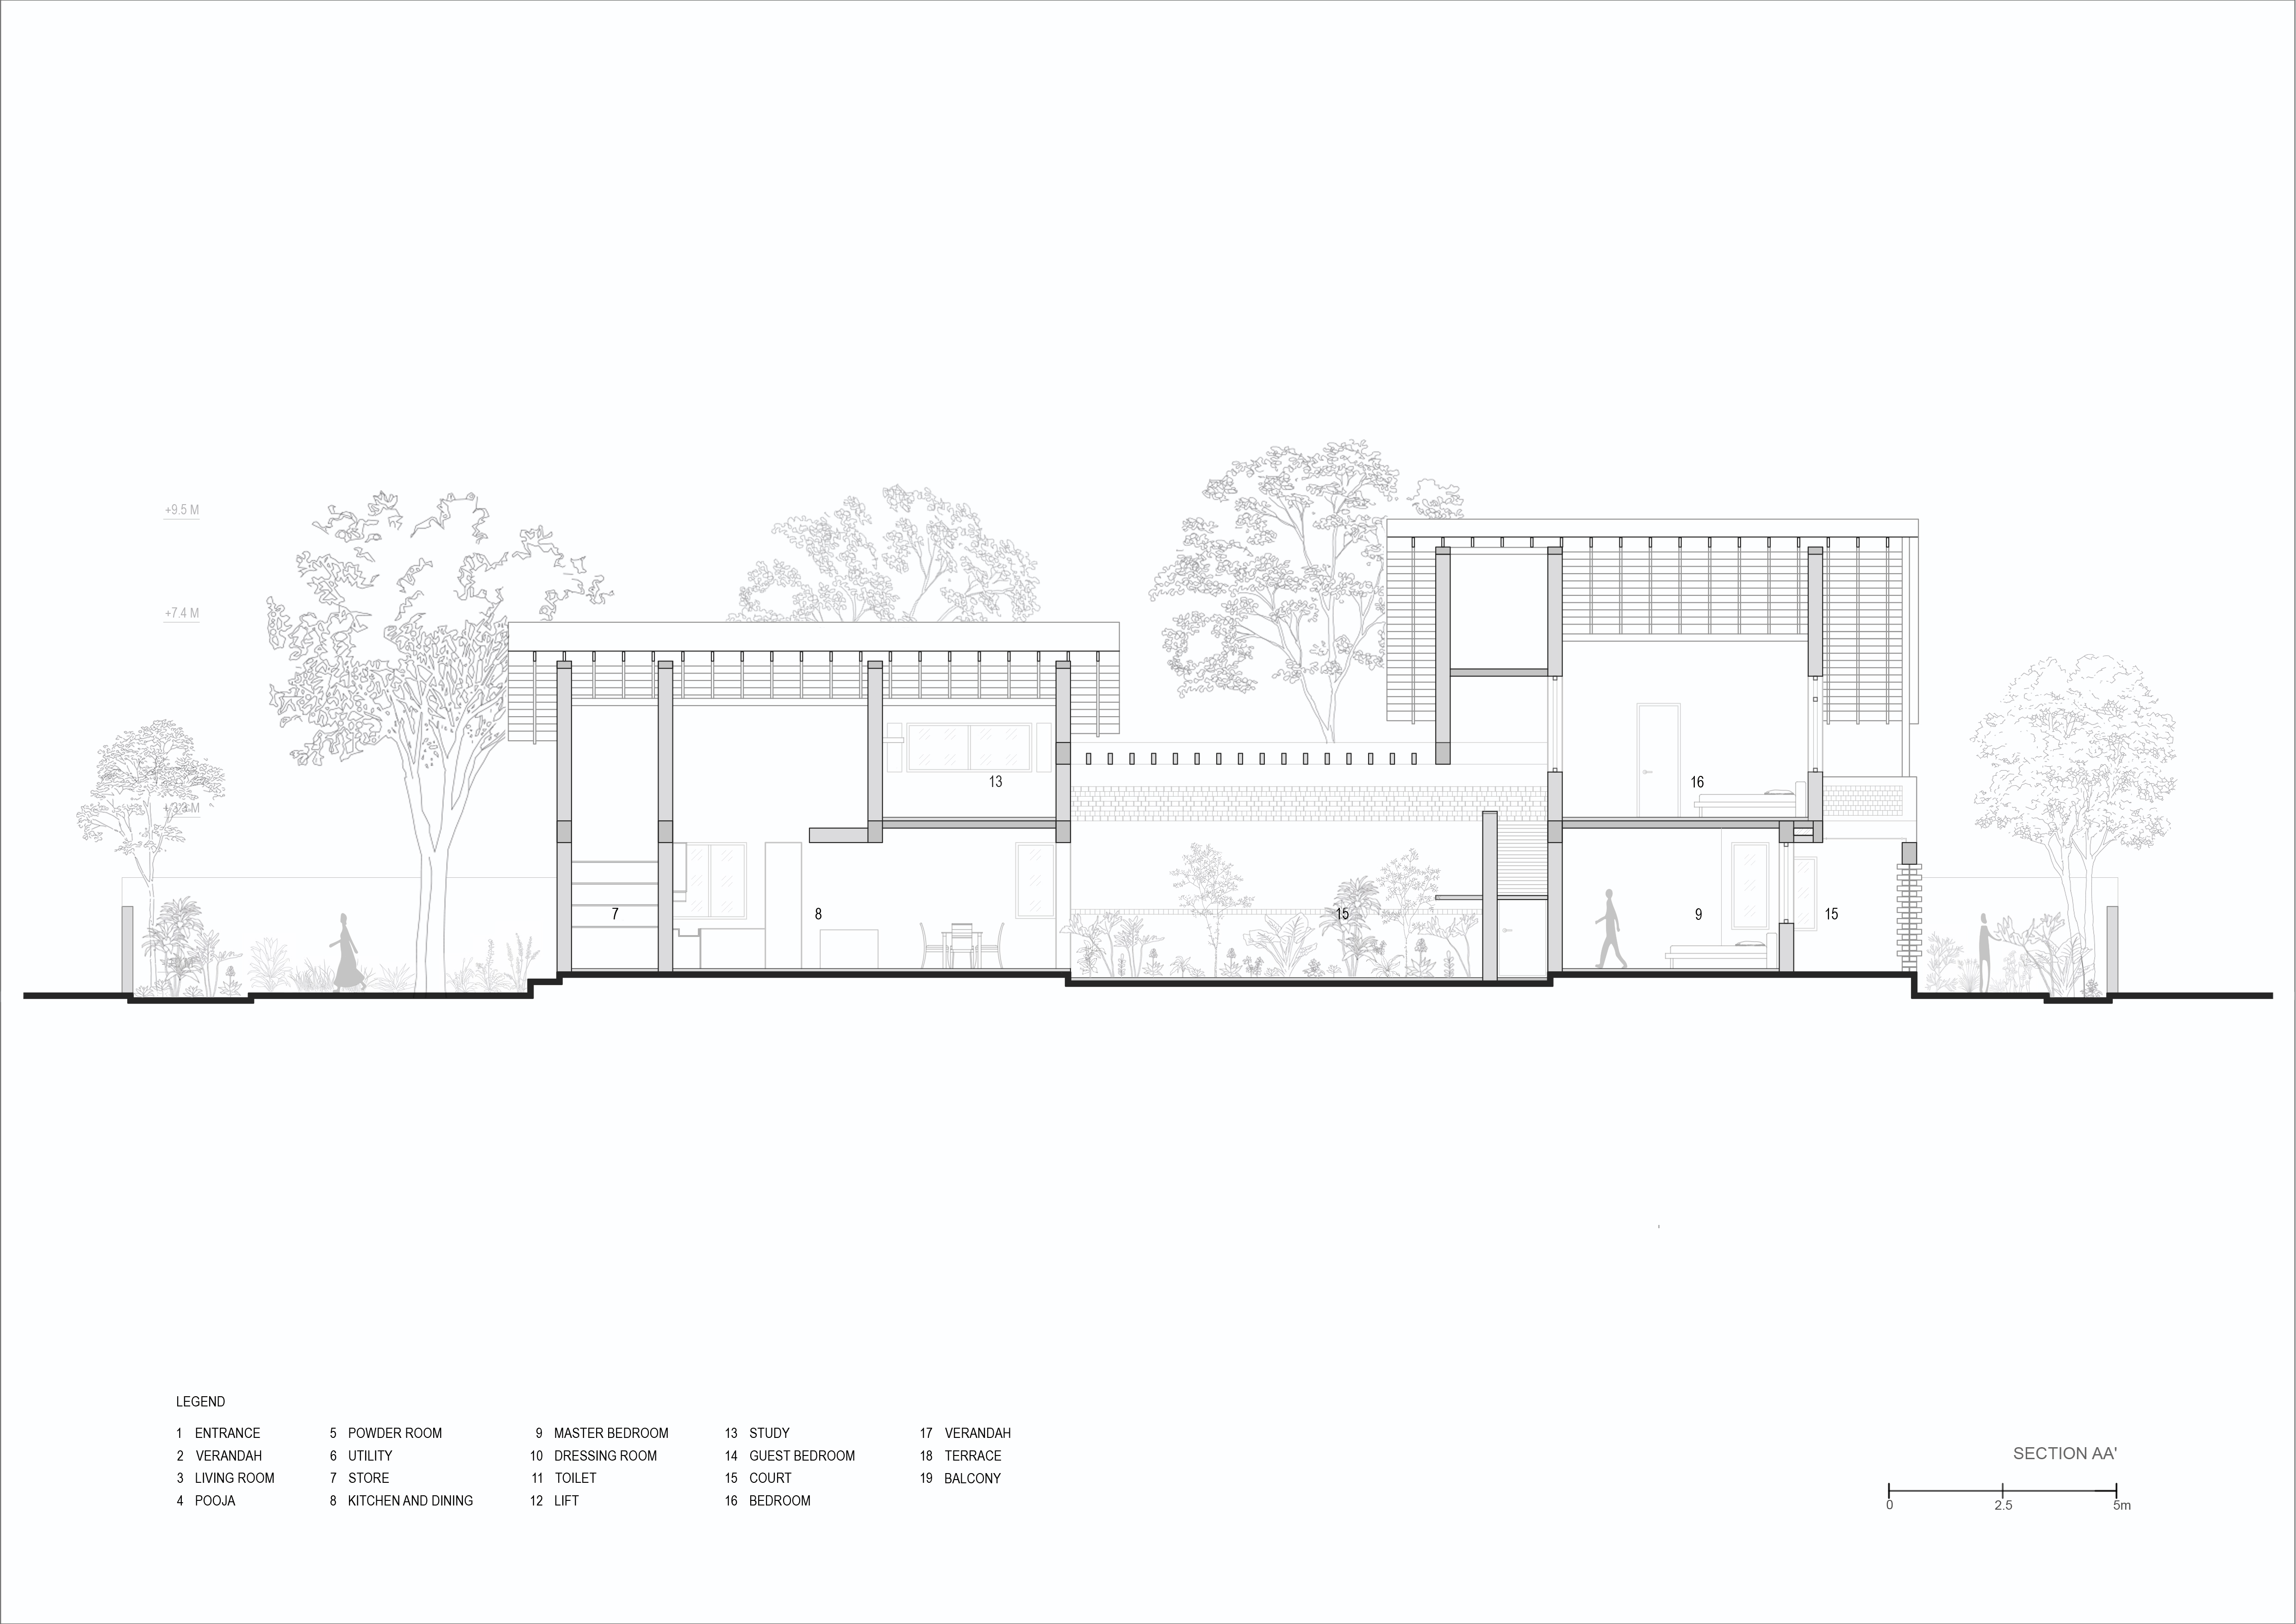 +9.5 M
+7.4 M
+3.3 M
13
16
7
8
15
9
15
LEGEND
1 ENTRANCE
2 VERANDAH
3 LIVING ROOM
4 POOJA
5 POWDER ROOM
6 UTILITY
7 STORE
8 KITCHEN AND DINING
9 MASTER BEDROOM
10 DRESSING ROOM
11 TOILET
12 LIFT
13 STUDY
14 GUEST BEDROOM
15 COURT
16 BEDROOM
17 VERANDAH
18 TERRACE
19 BALCONY
SECTION AA'
0 2.5 5m